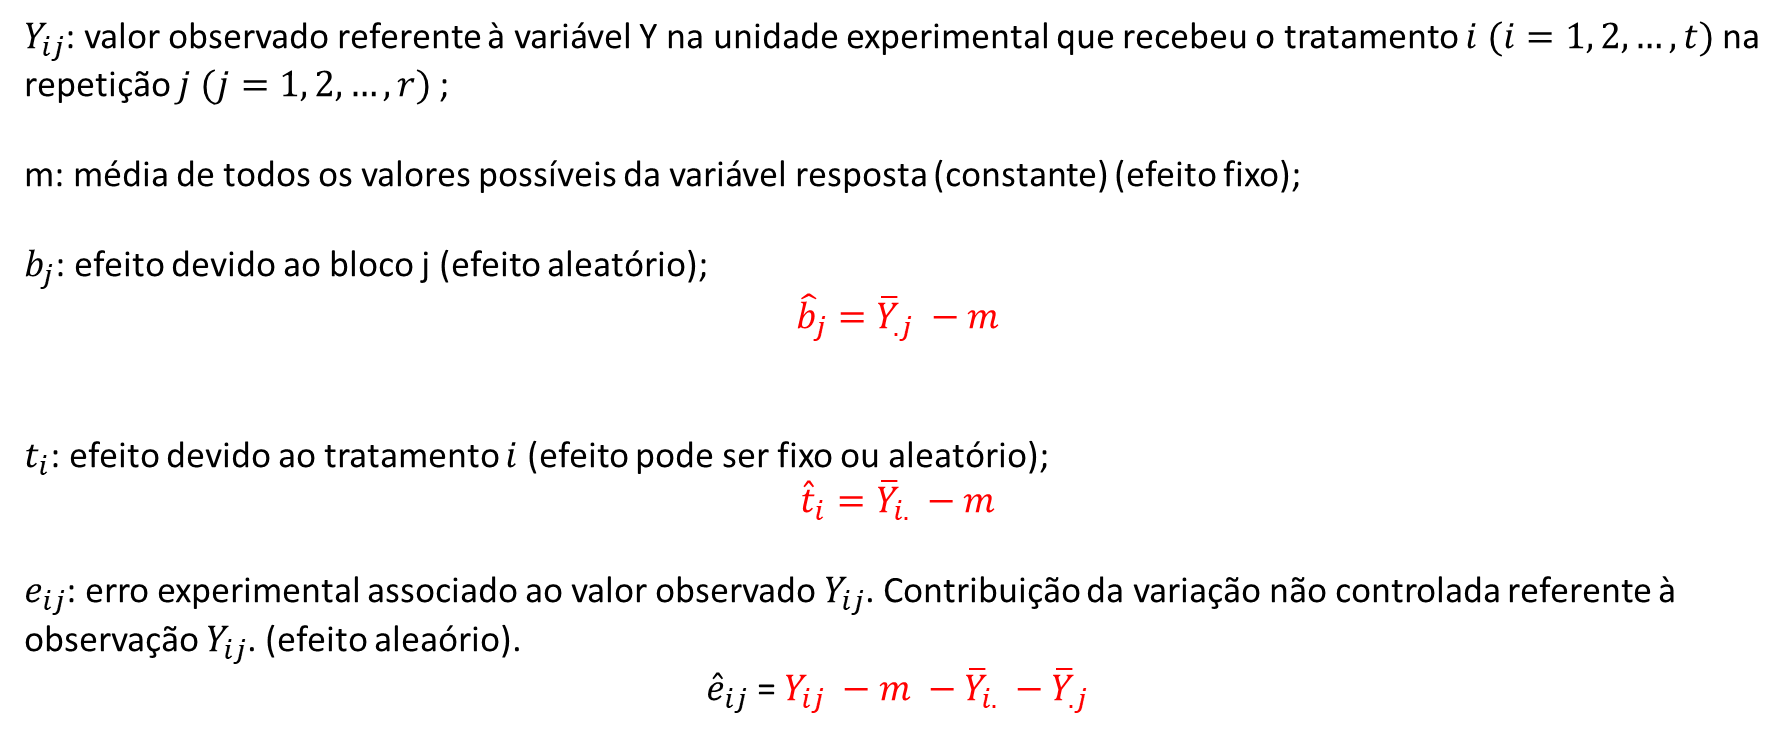 𝑌𝑖𝑗: valor observado referente à variável Y na unidade experimental que recebeu o tratamento 𝑖 (𝑖 = 1, 2, … , 𝑡) na
repetição 𝑗 (𝑗 = 1, 2, … , 𝑟) ;
m: média de todos os valores possíveis da variável resposta (constante) (efeito fixo);
𝑏𝑗: efeito devido ao bloco j (efeito aleatório);
𝑏̂𝑗 = 𝑌̅.𝑗 − 𝑚
𝑡𝑖: efeito devido ao tratamento 𝑖 (efeito pode ser fixo ou aleatório);
𝑡̂𝑖 = 𝑌̅𝑖. − 𝑚
𝑒𝑖𝑗: erro experimental associado ao valor observado 𝑌𝑖𝑗. Contribuição da variação não controlada referente à
observação 𝑌𝑖𝑗. (efeito aleaório).
𝑒̂𝑖𝑗 = 𝑌𝑖𝑗 − 𝑚 − 𝑌̅𝑖. − 𝑌̅.𝑗